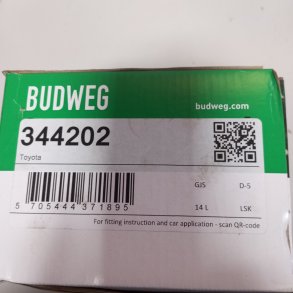 BUDWEG
budweg.com
344202
Toyota
GJS D-5
14 L LSK
5 705444 371895
For fitting instruction and car application - scan QR-code